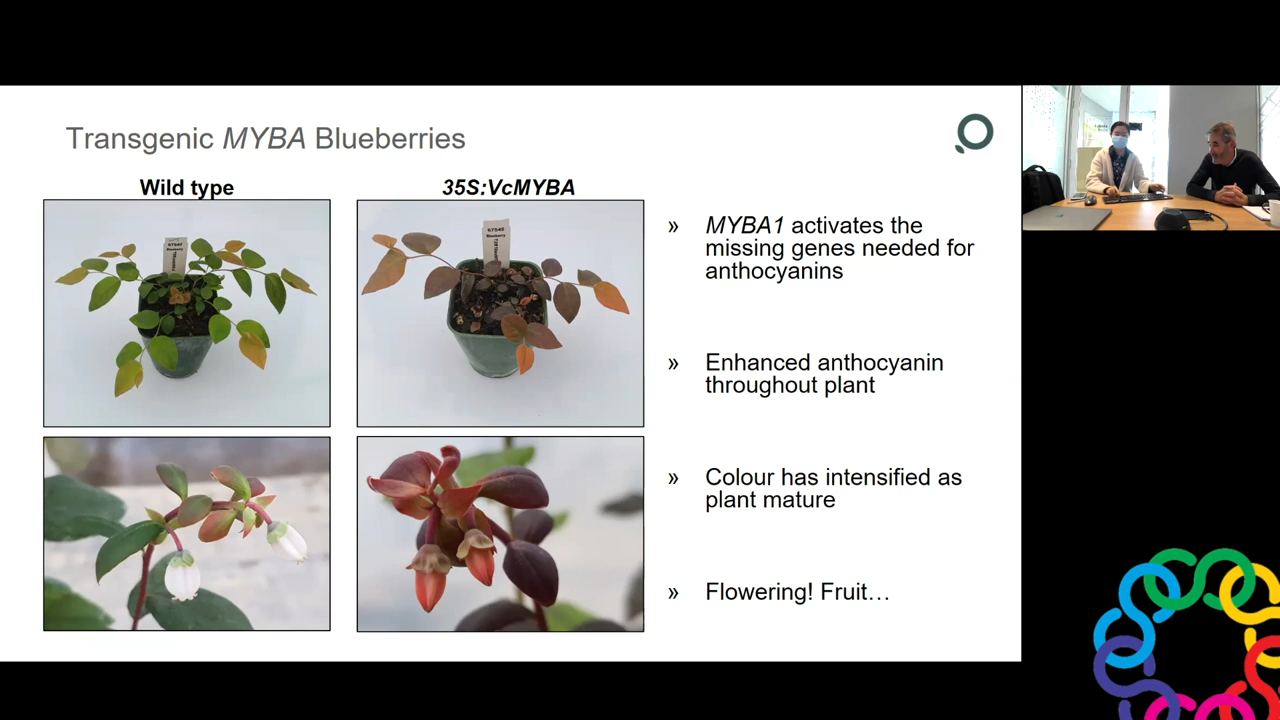 Transgenic MYBA Blueberries
Wild type
35S:VcMYBA
» MYBA1 activates the
missing genes needed for
anthocyanins
» Enhanced anthocyanin
throughout plant
» Colour has intensified as
plant mature
» Flowering! Fruit…